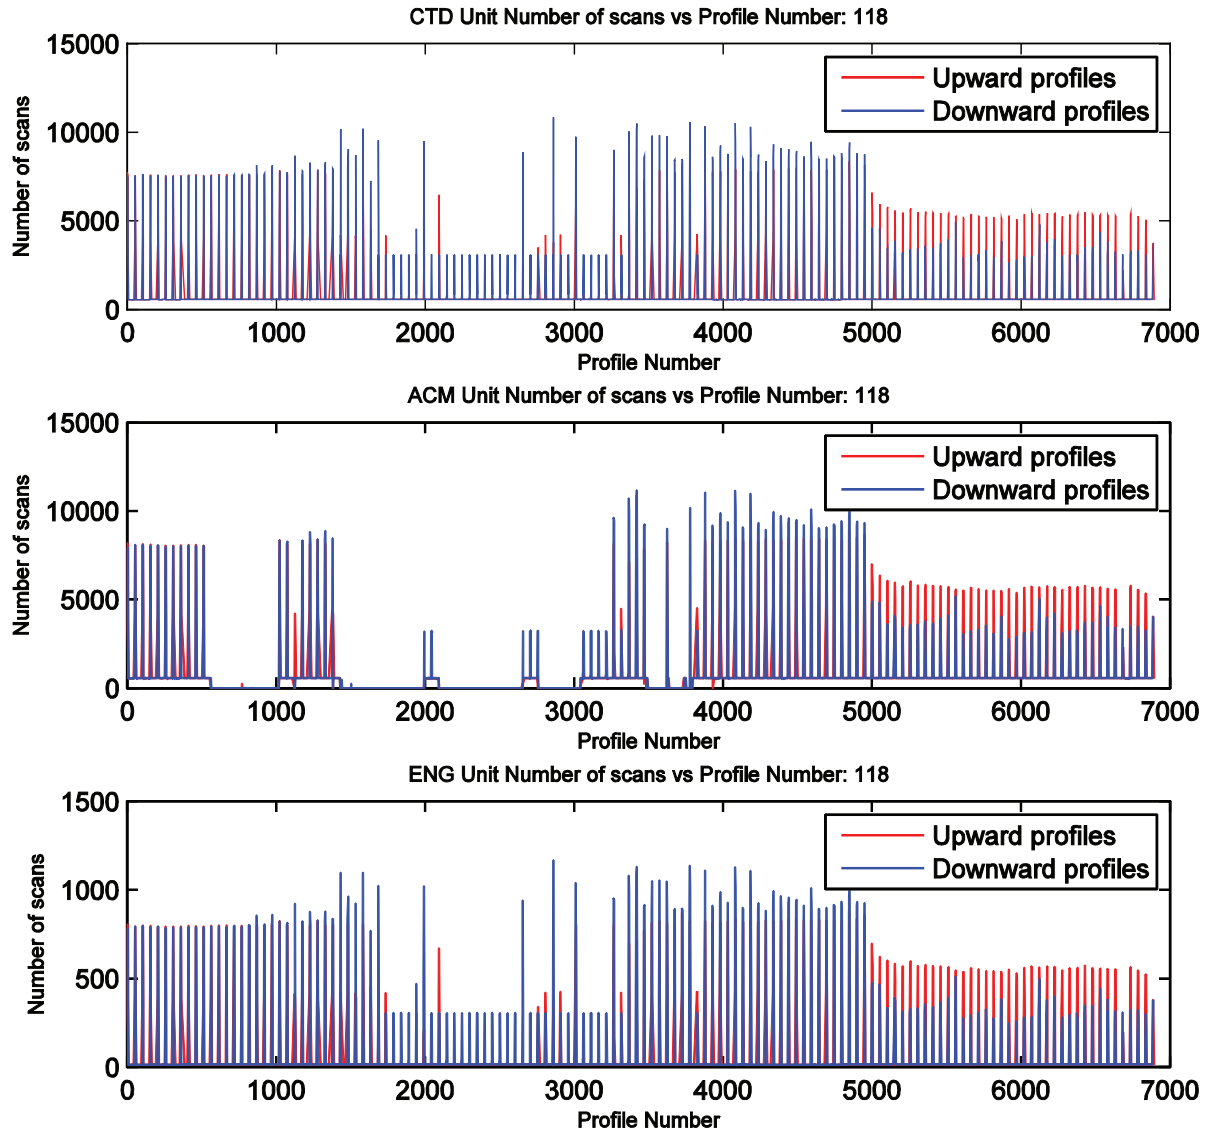 CTD Unit Number of scans vs Profile Number: 118
15000
10000
5000
0
Number of scans
Upward profiles
Downward profiles
0 1000 2000 3000 4000 5000 6000 7000
Profile Number
ACM Unit Number of scans vs Profile Number: 118
15000
10000
5000
0
Number of scans
Upward profiles
Downward profiles
0 1000 2000 3000 4000 5000 6000 7000
Profile Number
ENG Unit Number of scans vs Profile Number: 118
1500
1000
500
0
Number of scans
Upward profiles
Downward profiles
0 1000 2000 3000 4000 5000 6000 7000
Profile Number